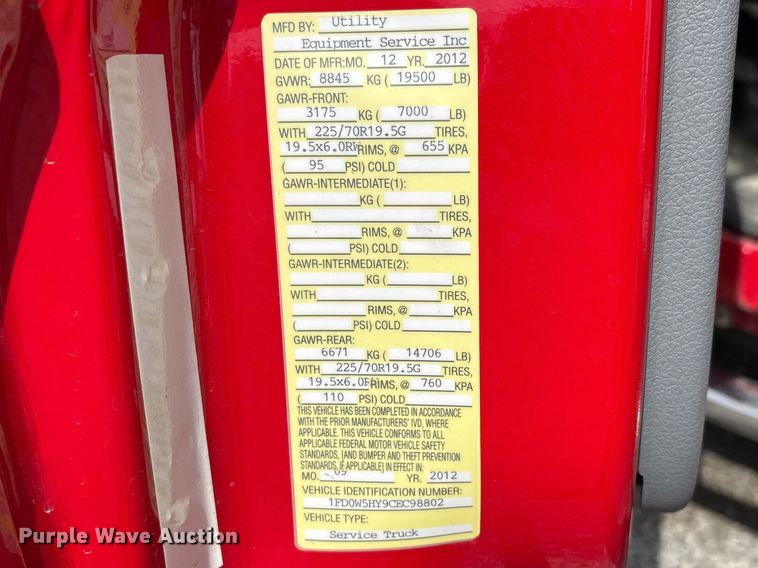 MFD BY: Utility
Equipment Service Inc
DATE OF MFR:MO. 12 YR. 2012
GVWR: 8845 KG ( 19500 LB)
GAWR-FRONT:
3175 KG ( 7000 LB)
WITH 225/70R19.5G TIRES,
19.5x6.0RW RIMS, @ 655 KPA
( 95 PSI) COLD
GAWR-INTERMEDIATE(1):
KG ( LB)
WITH TIRES,
RIMS, @ KPA
( PSI) COLD
GAWR-INTERMEDIATE(2):
KG ( LB)
WITH TIRES,
RIMS, @ KPA
( PSI) COLD
GAWR-REAR:
6671 KG ( 14706 LB)
WITH 225/70R19.5G TIRES,
19.5x6.0 RIMS, @ 760 KPA
( 110 PSI) COLD
THIS VEHICLE HAS BEEN COMPLETED IN ACCORDANCE
WITH THE PRIOR MANUFACTURERS' IVD, WHERE
APPLICABLE. THIS VEHICLE CONFORMS TO ALL
APPLICABLE FEDERAL MOTOR VEHICLE SAFETY
STANDARDS, [AND BUMPER AND THEFT PREVENTION
STANDARDS, IF APPLICABLE] IN EFFECT IN:
MO. 09 YR. 2012
VEHICLE IDENTIFICATION NUMBER:
1FD0W5HY9CEC98802
VEHICLE TYPE:
Service Truck
Purple Wave Auction